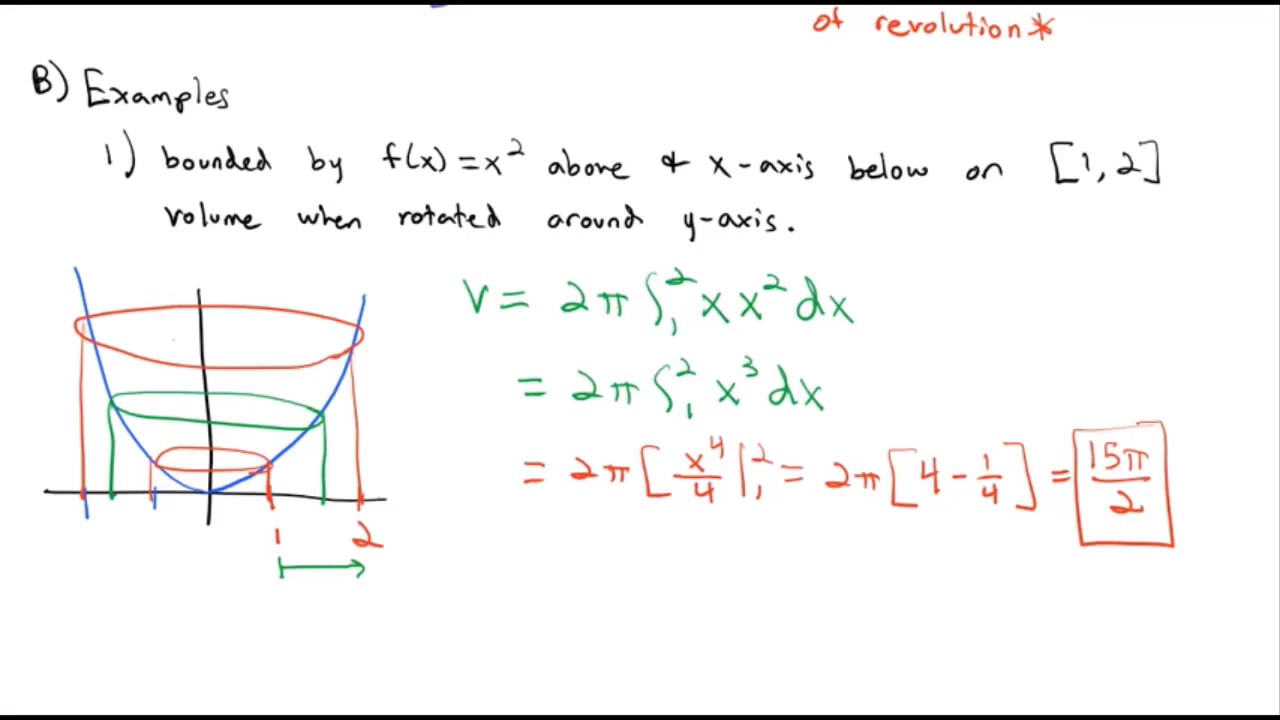 of revolution*
B) Examples
1) bounded by f(x) = x² above & x-axis below on [1, 2]
volume when rotated around y-axis.
V = 2π ∫₁² x x² dx
= 2π ∫₁² x³ dx
= 2π [ x⁴/4 |₁² = 2π [ 4 - 1/4 ] = 15π/2
1 2